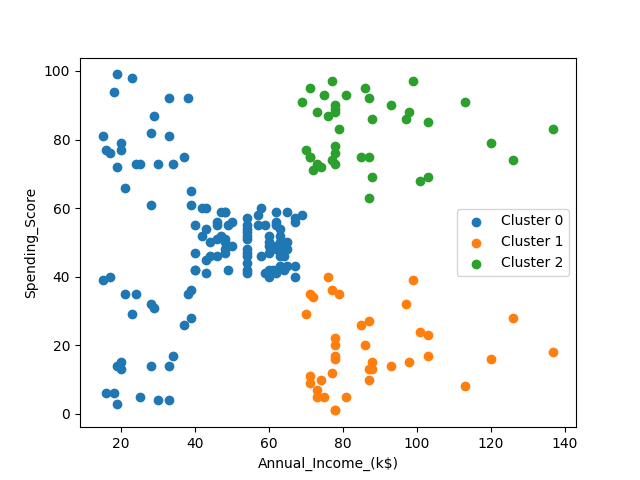 100
80
60
40
20
0
Spending_Score
Cluster 0
Cluster 1
Cluster 2
20 40 60 80 100 120 140
Annual_Income_(k$)